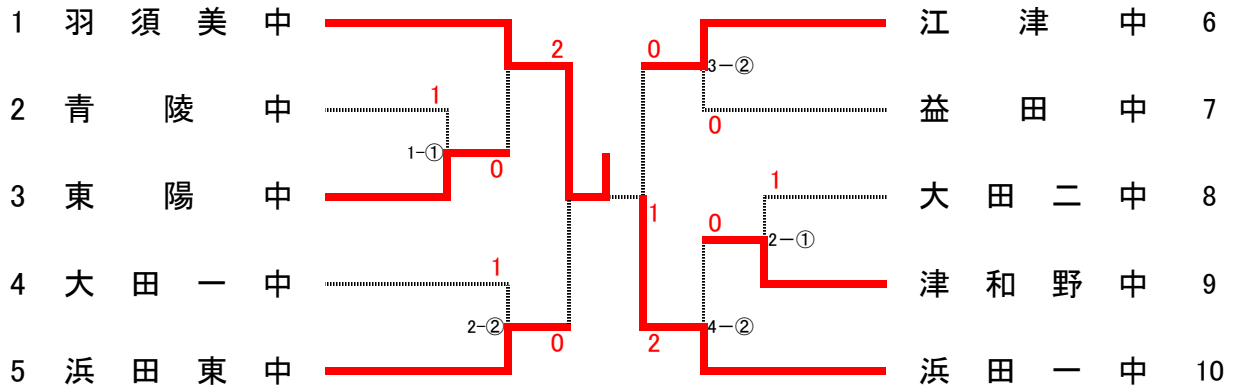 1 羽須美中 2 0 江津中 6
3－②
2 青陵中 1 0 益田中 7
1-① 0
3 東陽中 1 1 大田二中 8
0 2－①
4 大田一中 1 津和野中 9
2-② 0 2 4－②
5 浜田東中 浜田一中 10